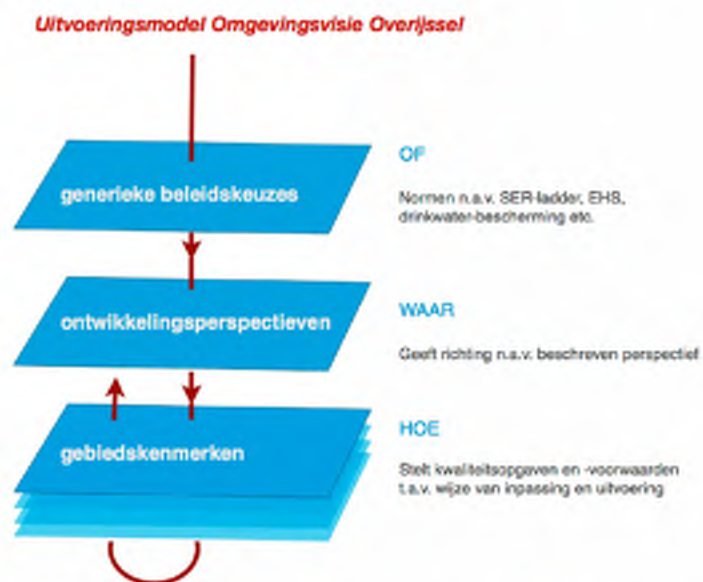 Uitvoeringsmodel Omgevingsvisie Overijssel
generieke beleidskeuzes
OF
Normen n.a.v. SER-ladder, EHS,
drinkwater-bescherming etc.
ontwikkelingsperspectieven
WAAR
Geeft richting n.a.v. beschreven perspectief
gebiedskenmerken
HOE
Stelt kwaliteitsopgaven en -voorwaarden
t.a.v. wijze van inpassing en uitvoering